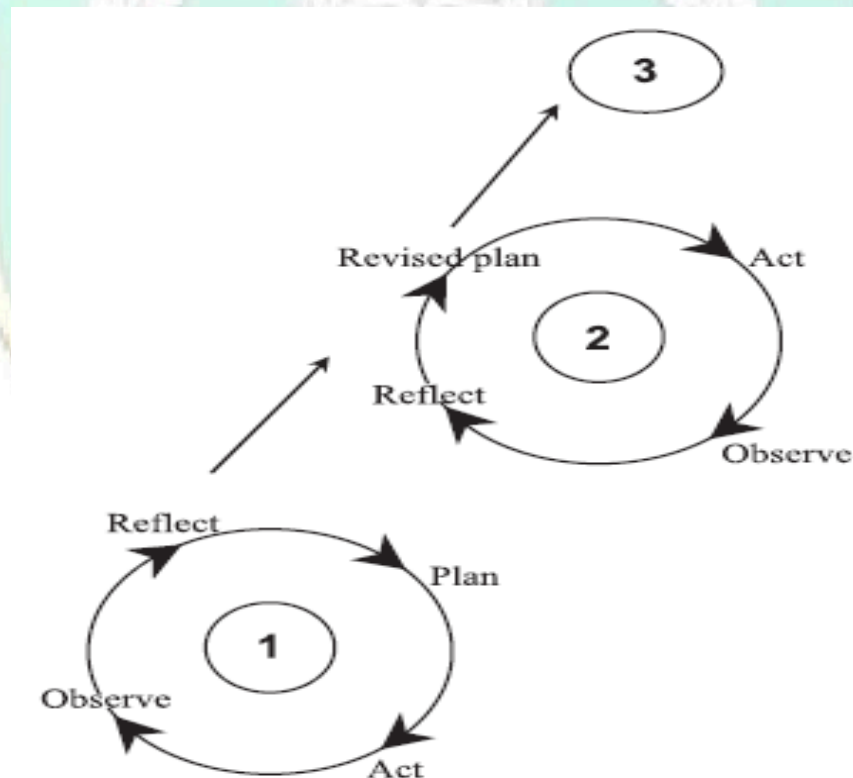 3
Revised plan
Act
2
Reflect
Observe
Reflect
Plan
1
Observe
Act